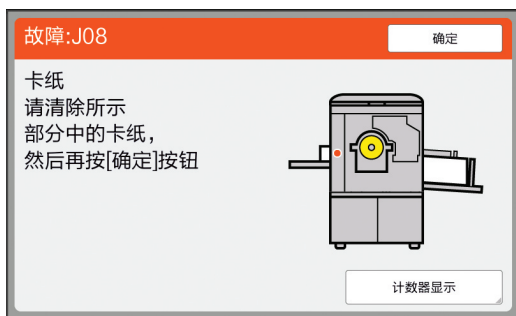 故障:J08
确定
卡纸
请清除所示
部分中的卡纸，
然后再按[确定]按钮
计数器显示